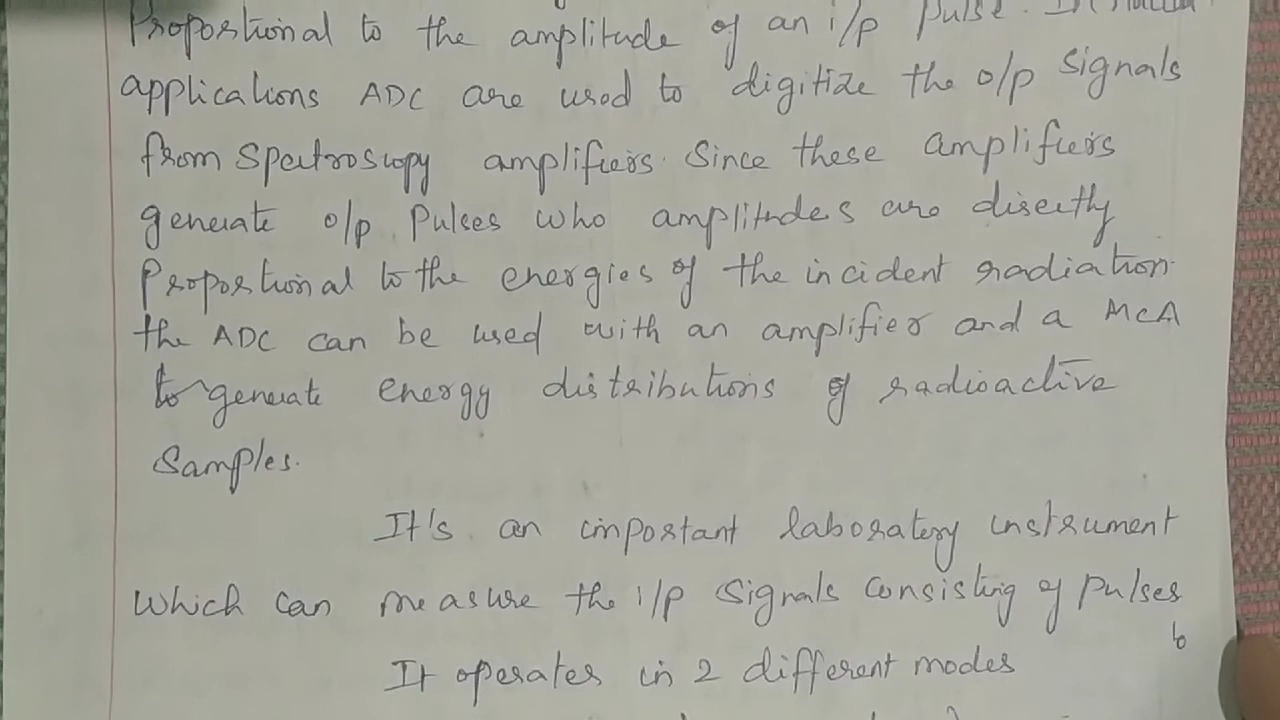 Proportional to the amplitude of an i/p Pulse. In
applications ADC are used to digitize the o/p signals
from Spectroscopy amplifiers. Since these amplifiers
generate o/p Pulses who amplitudes are directly
Proportional to the energies of the incident radiation.
the ADC can be used with an amplifier and a MCA
to generate energy distributions of radioactive
Samples.
It's an important laboratory instrument
which can measure the i/p signals consisting of pulses
It operates in 2 different modes